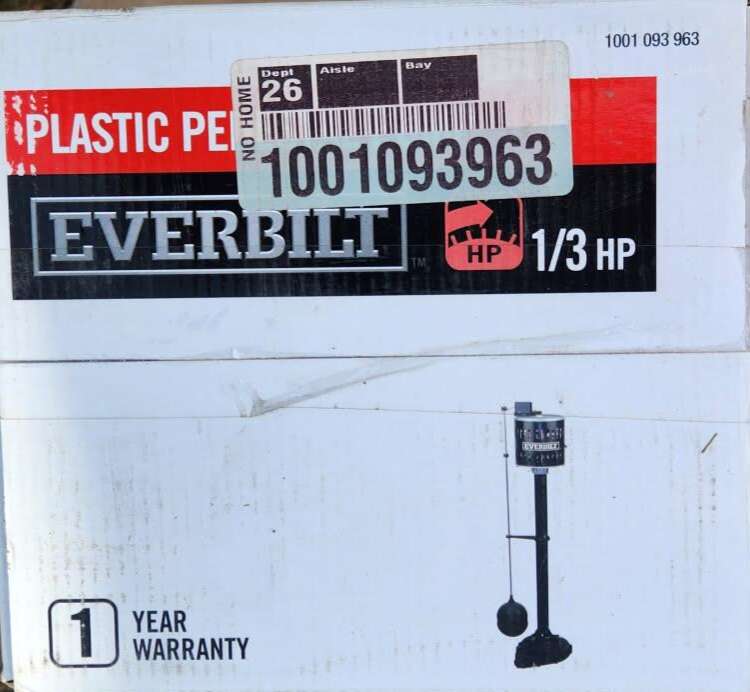 1001 093 963
NO HOME
Dept Aisle Bay
26
1001093963
PLASTIC PE
EVERBILT TM
HP 1/3 HP
EVERBILT
1 YEAR
WARRANTY